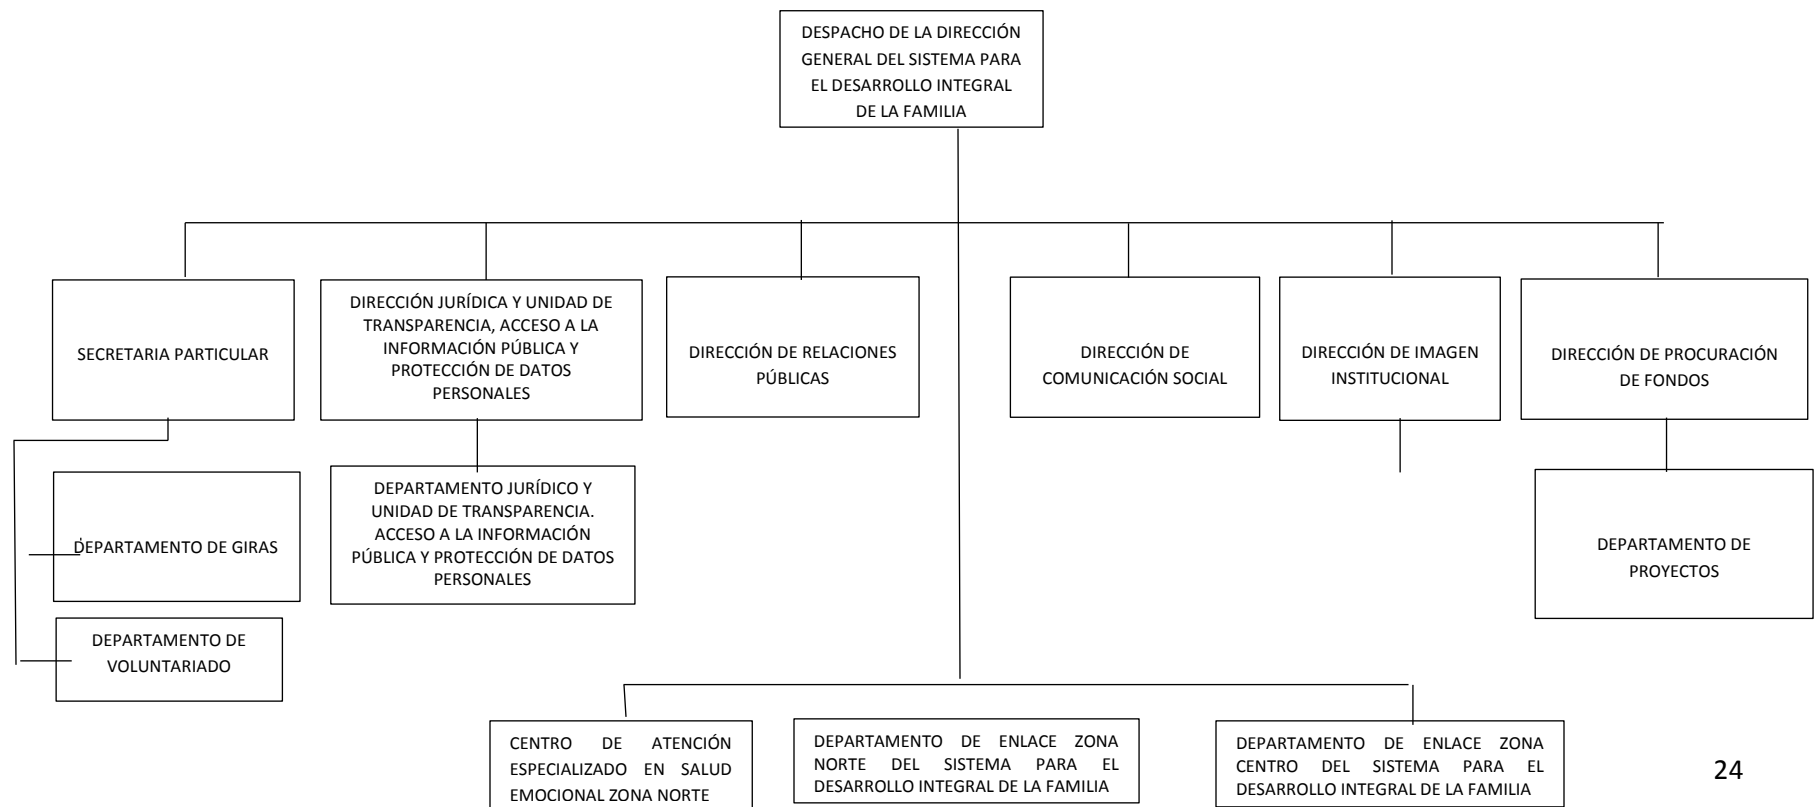 DESPACHO DE LA DIRECCIÓN
GENERAL DEL SISTEMA PARA
EL DESARROLLO INTEGRAL
DE LA FAMILIA
SECRETARIA PARTICULAR
DIRECCIÓN JURÍDICA Y UNIDAD DE
TRANSPARENCIA, ACCESO A LA
INFORMACIÓN PÚBLICA Y
PROTECCIÓN DE DATOS
PERSONALES
DIRECCIÓN DE RELACIONES
PÚBLICAS
DIRECCIÓN DE
COMUNICACIÓN SOCIAL
DIRECCIÓN DE IMAGEN
INSTITUCIONAL
DIRECCIÓN DE PROCURACIÓN
DE FONDOS
DEPARTAMENTO DE GIRAS
DEPARTAMENTO JURÍDICO Y
UNIDAD DE TRANSPARENCIA.
ACCESO A LA INFORMACIÓN
PÚBLICA Y PROTECCIÓN DE DATOS
PERSONALES
DEPARTAMENTO DE
PROYECTOS
DEPARTAMENTO DE
VOLUNTARIADO
CENTRO DE ATENCIÓN
ESPECIALIZADO EN SALUD
EMOCIONAL ZONA NORTE
DEPARTAMENTO DE ENLACE ZONA
NORTE DEL SISTEMA PARA EL
DESARROLLO INTEGRAL DE LA FAMILIA
DEPARTAMENTO DE ENLACE ZONA
CENTRO DEL SISTEMA PARA EL
DESARROLLO INTEGRAL DE LA FAMILIA
24